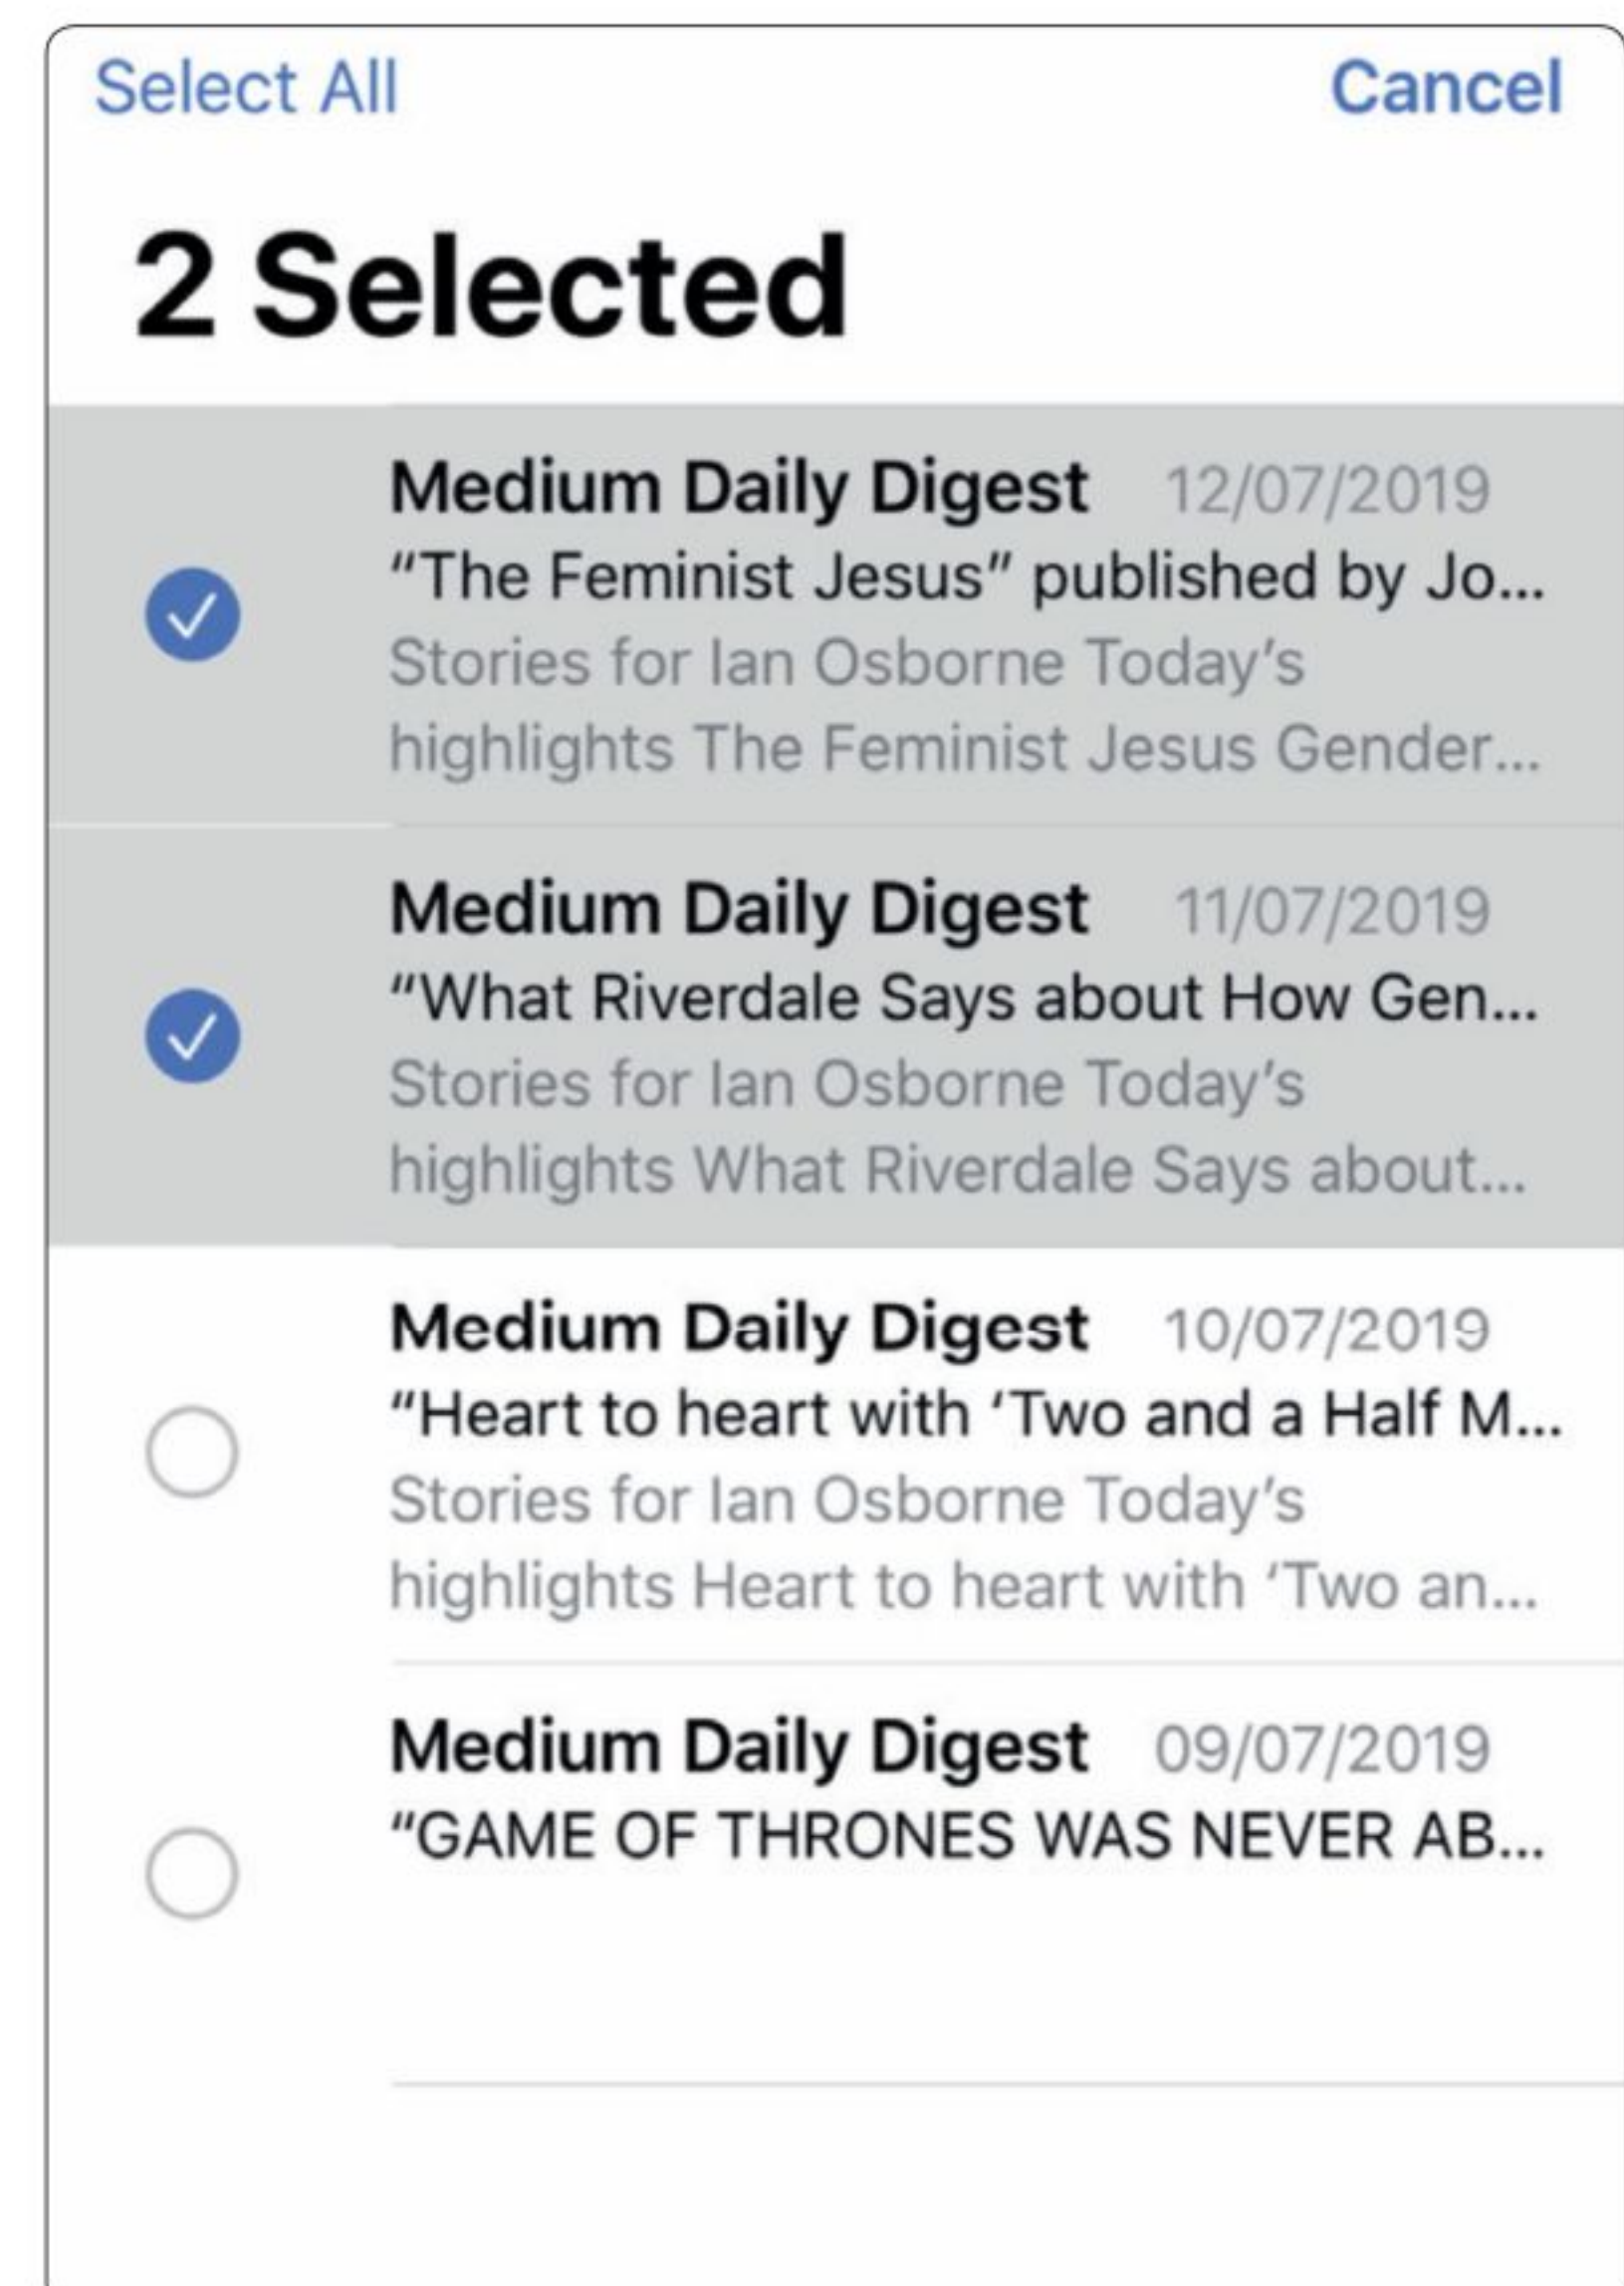 Select All Cancel
2 Selected
Medium Daily Digest 12/07/2019
“The Feminist Jesus” published by Jo...
Stories for Ian Osborne Today’s
highlights The Feminist Jesus Gender...
Medium Daily Digest 11/07/2019
“What Riverdale Says about How Gen...
Stories for Ian Osborne Today’s
highlights What Riverdale Says about...
Medium Daily Digest 10/07/2019
“Heart to heart with ‘Two and a Half M...
Stories for Ian Osborne Today’s
highlights Heart to heart with ‘Two an...
Medium Daily Digest 09/07/2019
“GAME OF THRONES WAS NEVER AB...